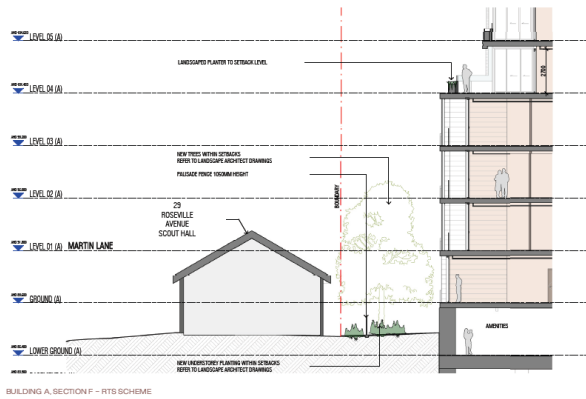 LEVEL 05 (A)
LANDSCAPED PLANTER TO SETBACK LEVEL
2700
LEVEL 04 (A)
LEVEL 03 (A)
NEW TREES WITHIN SETBACKS
REFER TO LANDSCAPE ARCHITECT DRAWINGS
PALISADE FENCE 1050MM HEIGHT
BOUNDARY
LEVEL 02 (A)
29
ROSEVILLE
AVENUE
SCOUT HALL
LEVEL 01 (A) MARTIN LANE
GROUND (A)
AMENITIES
LOWER GROUND (A)
NEW UNDERSTOREY PLANTING WITHIN SETBACKS
REFER TO LANDSCAPE ARCHITECT DRAWINGS
BUILDING A, SECTION F – RTS SCHEME